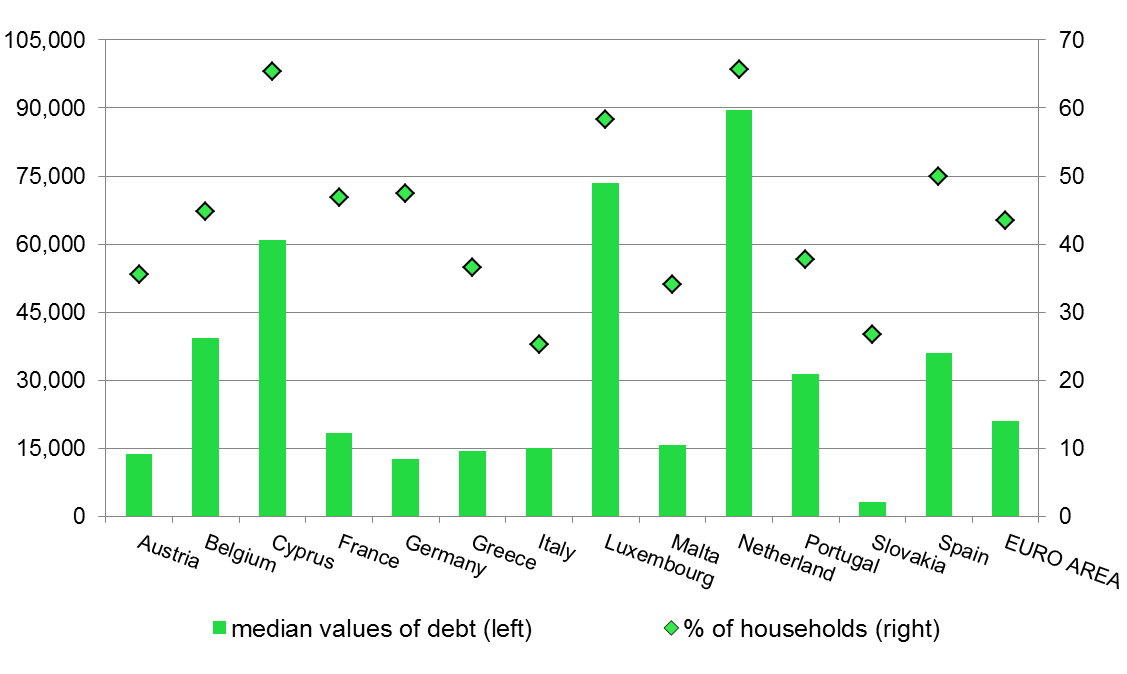 105,000
90,000
75,000
60,000
45,000
30,000
15,000
0
70
60
50
40
30
20
10
0
Austria
Belgium
Cyprus
France
Germany
Greece
Italy
Luxembourg
Malta
Netherland
Portugal
Slovakia
Spain
EURO AREA
median values of debt (left)
% of households (right)